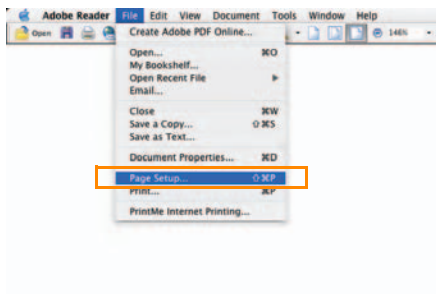 Adobe Reader File Edit View Document Tools Window Help
Open 146%
Create Adobe PDF Online...
Open... ⌘O
My Bookshelf...
Open Recent File ▶
Email...
Close ⌘W
Save a Copy... ⇧⌘S
Save as Text...
Document Properties... ⌘D
Page Setup... ⇧⌘P
Print... ⌘P
PrintMe Internet Printing...